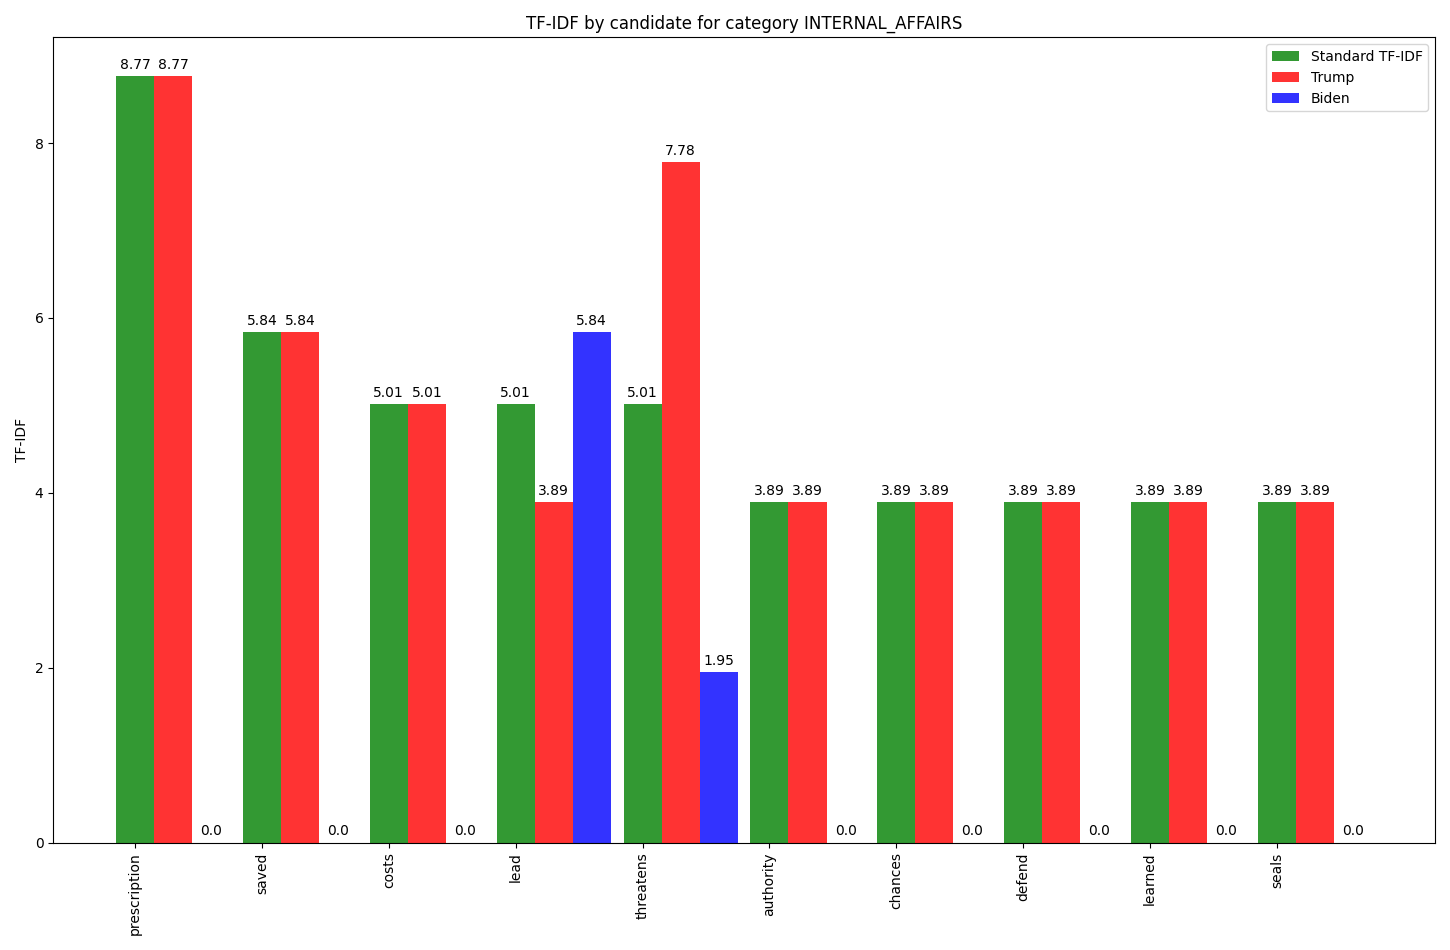 TF-IDF by candidate for category INTERNAL_AFFAIRS
Standard TF-IDF
Trump
Biden
TF-IDF
8
6
4
2
0
8.77 8.77 0.0
5.84 5.84 0.0
5.01 5.01 0.0
5.01 3.89 5.84
5.01 7.78 1.95
3.89 3.89 0.0
3.89 3.89 0.0
3.89 3.89 0.0
3.89 3.89 0.0
3.89 3.89 0.0
prescription
saved
costs
lead
threatens
authority
chances
defend
learned
seals